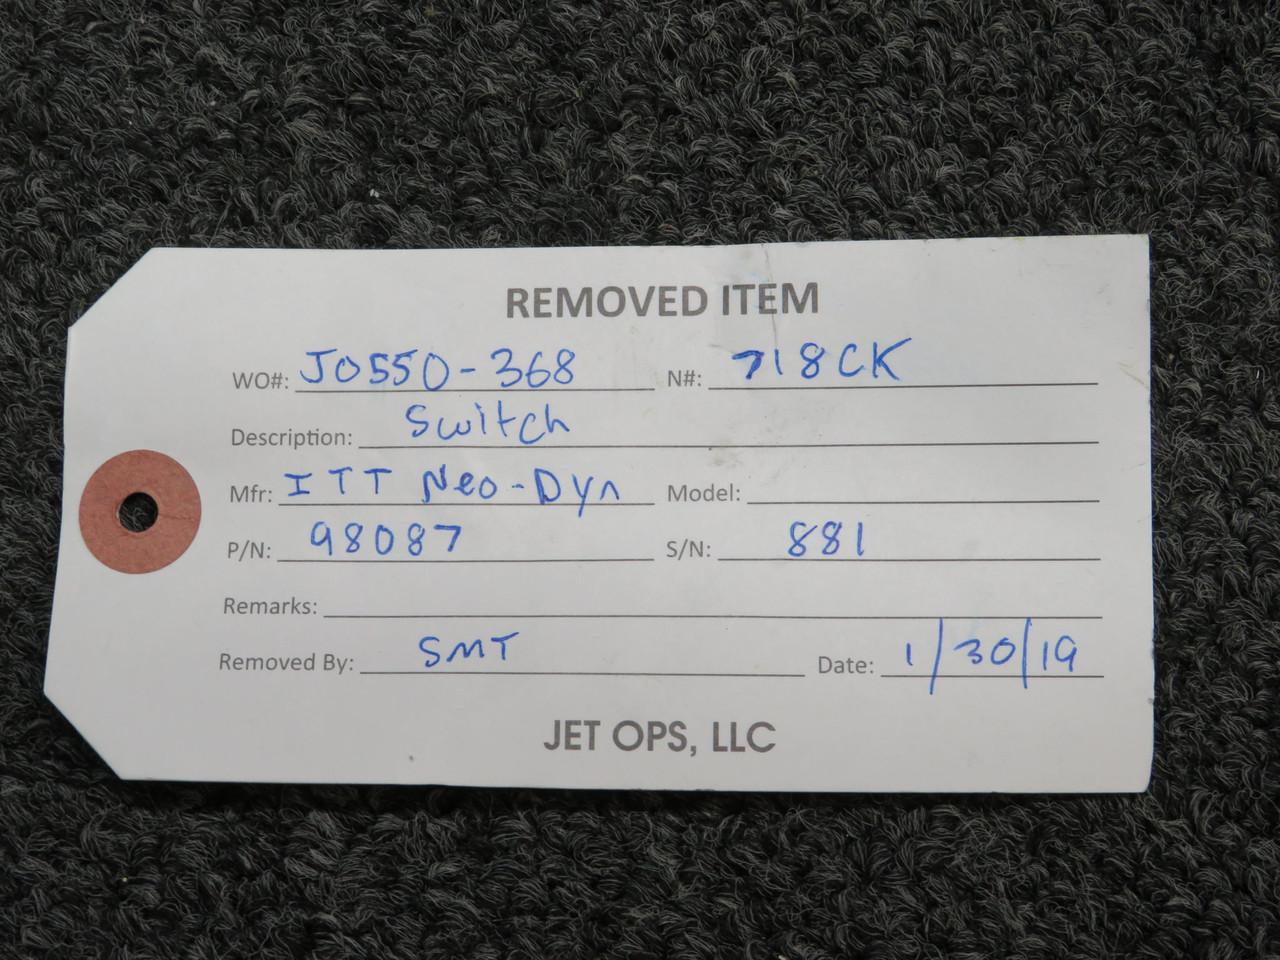 REMOVED ITEM
WO#: JO550-368 N#: 718CK
Description: Switch
Mfr: ITT Neo-Dyn Model:
P/N: 98087 S/N: 881
Remarks:
Removed By: SMT Date: 1/30/19
JET OPS, LLC